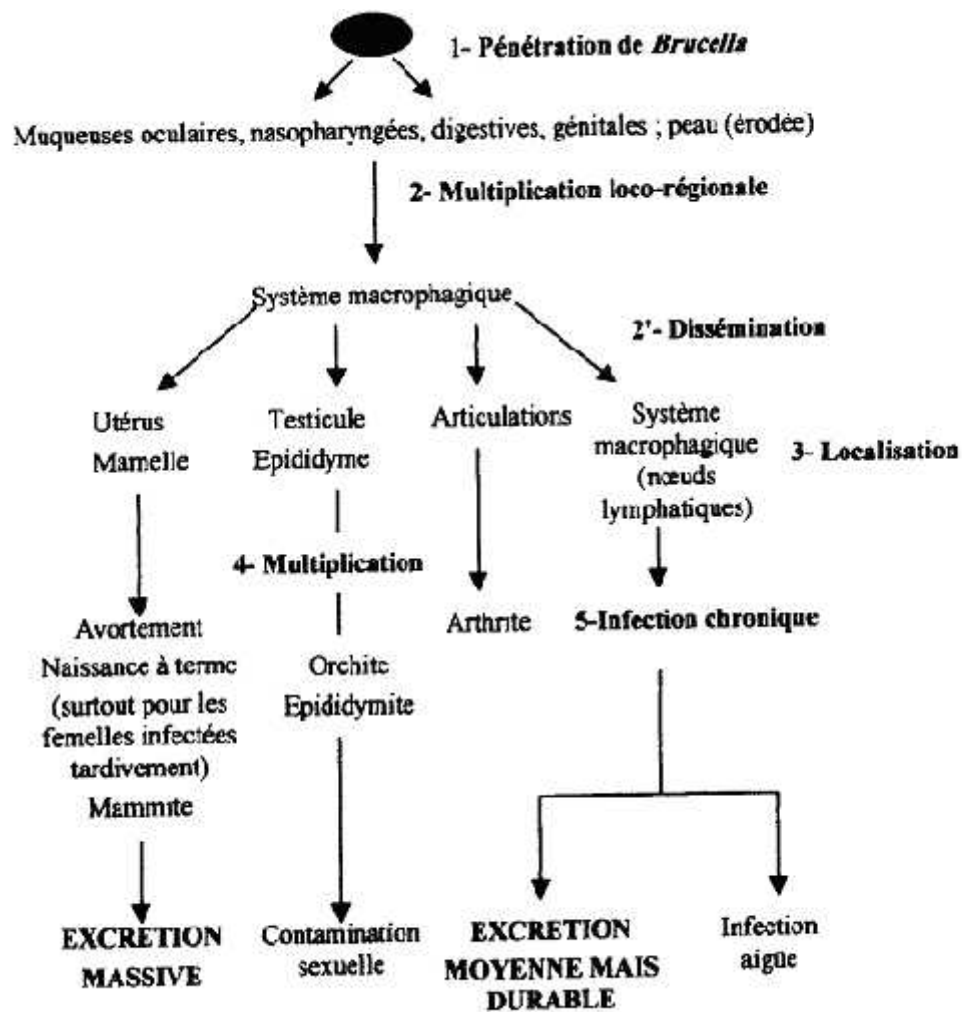 1- Pénétration de Brucella
Muqueuses oculaires, nasopharyngées, digestives, génitales ; peau (érodée)
2- Multiplication loco-régionale
Système macrophagique
2'- Dissémination
Utérus
Mamelle
Testicule
Epididyme
Articulations
Système
macrophagique
(nœuds
lymphatiques)
3- Localisation
4- Multiplication
Avortement
Naissance à terme
(surtout pour les
femelles infectées
tardivement)
Mammite
Orchite
Epididymite
Arthrite
5-Infection chronique
EXCRETION
MASSIVE
Contamination
sexuelle
EXCRETION
MOYENNE MAIS
DURABLE
Infection
aigüe